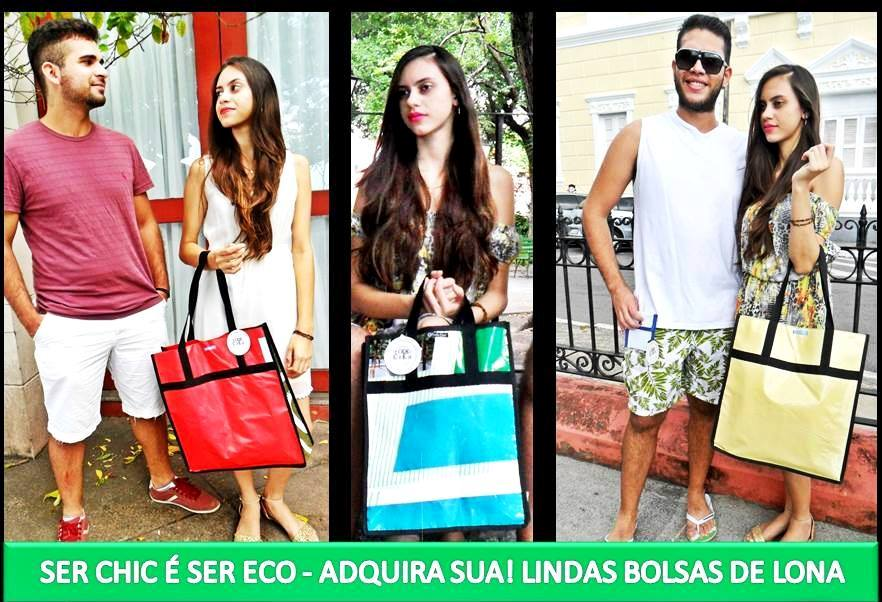 SER CHIC É SER ECO - ADQUIRA SUA! LINDAS BOLSAS DE LONA